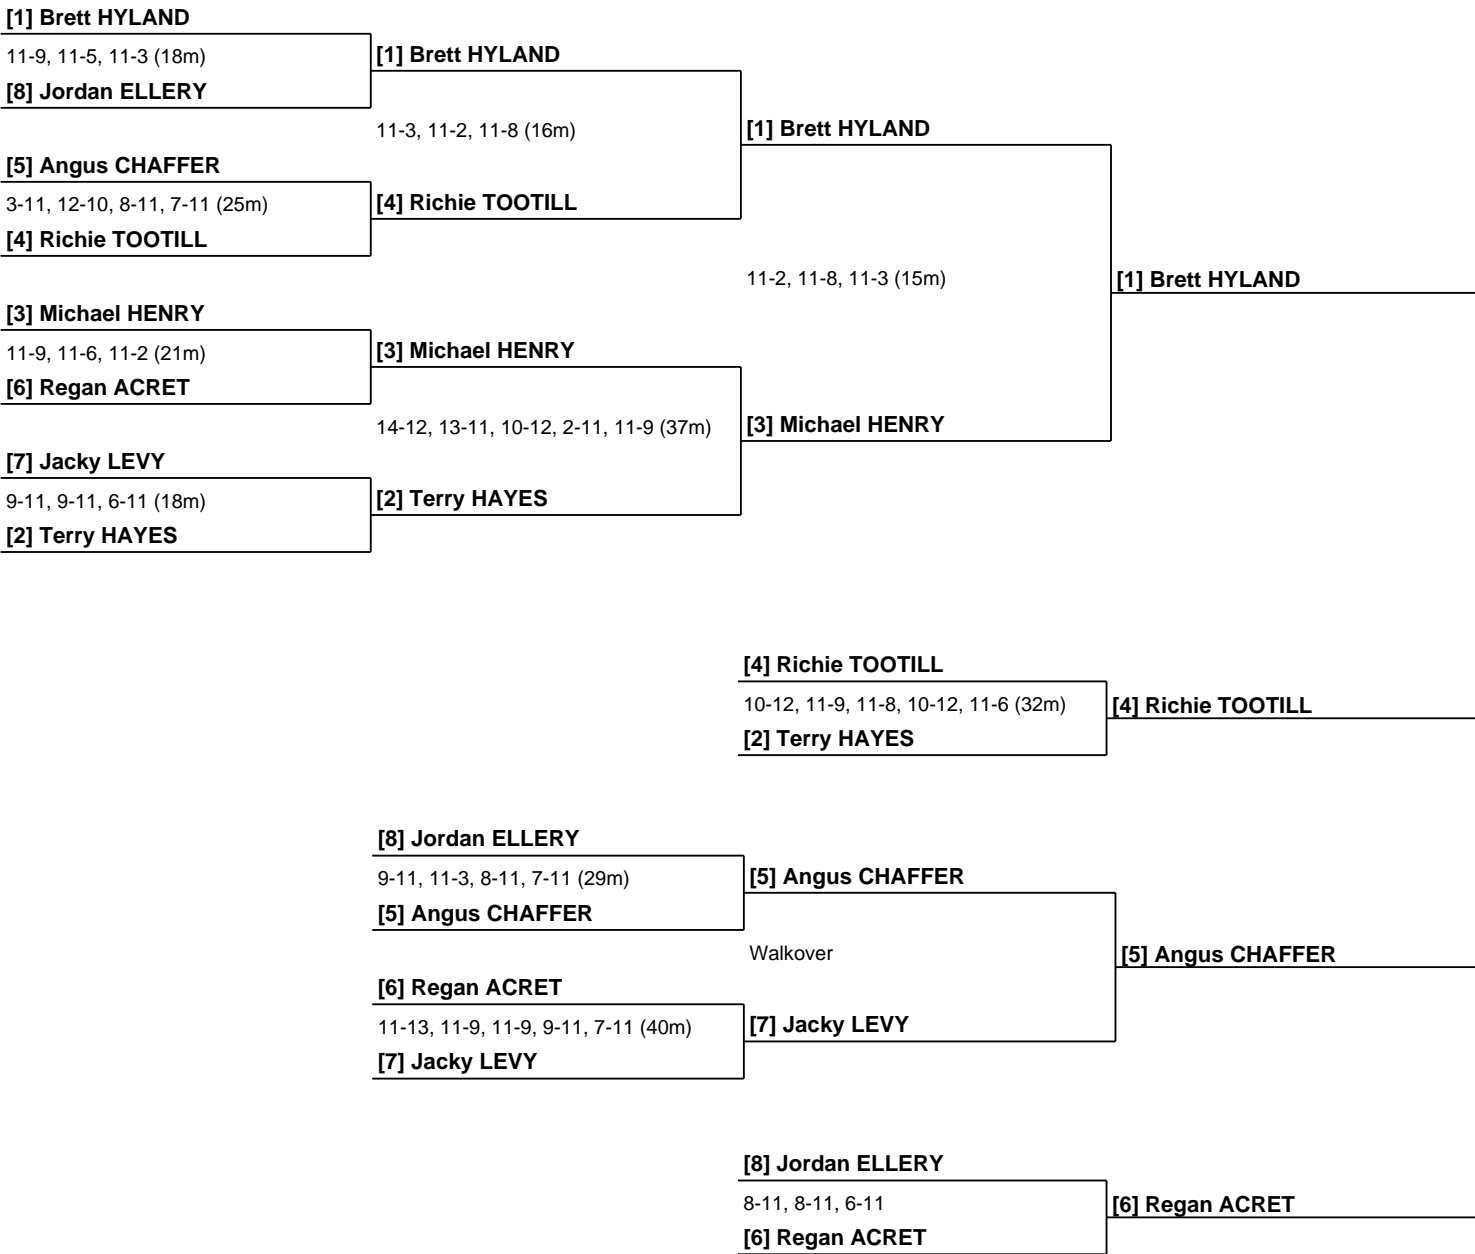 [1] Brett HYLAND
11-9, 11-5, 11-3 (18m)
[1] Brett HYLAND
[8] Jordan ELLERY
11-3, 11-2, 11-8 (16m)
[1] Brett HYLAND
[5] Angus CHAFFER
3-11, 12-10, 8-11, 7-11 (25m)
[4] Richie TOOTILL
[4] Richie TOOTILL
11-2, 11-8, 11-3 (15m)
[1] Brett HYLAND
[3] Michael HENRY
11-9, 11-6, 11-2 (21m)
[3] Michael HENRY
[6] Regan ACRET
14-12, 13-11, 10-12, 2-11, 11-9 (37m)
[3] Michael HENRY
[7] Jacky LEVY
9-11, 9-11, 6-11 (18m)
[2] Terry HAYES
[2] Terry HAYES
[4] Richie TOOTILL
10-12, 11-9, 11-8, 10-12, 11-6 (32m)
[4] Richie TOOTILL
[2] Terry HAYES
[8] Jordan ELLERY
9-11, 11-3, 8-11, 7-11 (29m)
[5] Angus CHAFFER
[5] Angus CHAFFER
Walkover
[5] Angus CHAFFER
[6] Regan ACRET
11-13, 11-9, 11-9, 9-11, 7-11 (40m)
[7] Jacky LEVY
[7] Jacky LEVY
[8] Jordan ELLERY
8-11, 8-11, 6-11
[6] Regan ACRET
[6] Regan ACRET